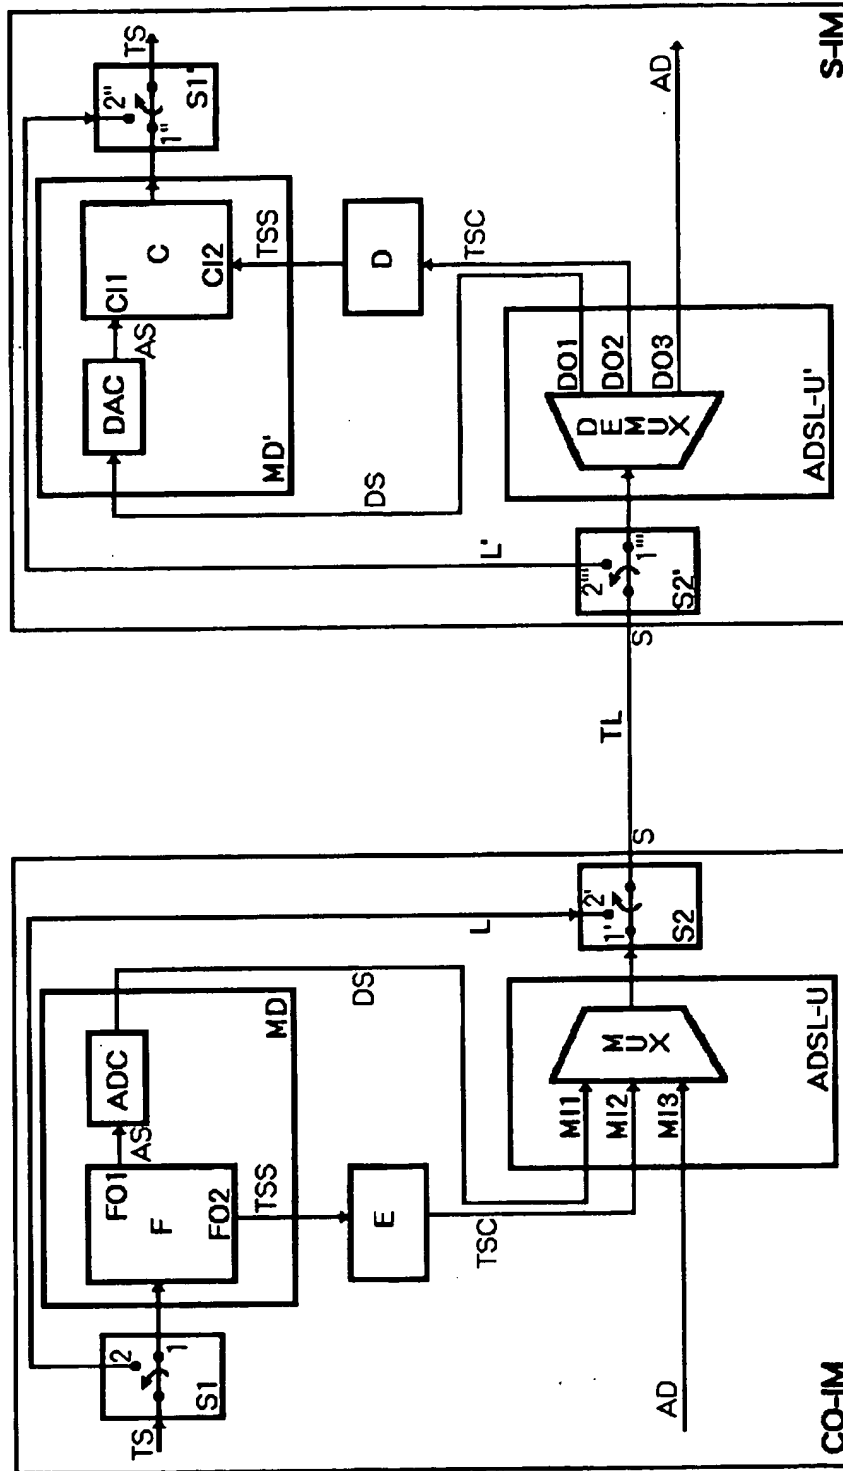 TS
S1
2
1
F
FO1
FO2
AS
ADC
MD
TSS
E
TSC
DS
L
AD
MI1
MI2
MI3
MUX
ADSL-U
1'
2'
S2
S
CO-IM
TL
S
2'''
1'''
S2'
L'
DEMUX
DO1
DO2
DO3
ADSL-U'
DS
TSC
D
TSS
MD'
DAC
AS
CI1
C
CI2
1''
2''
S1'
TS
AD
S-IM